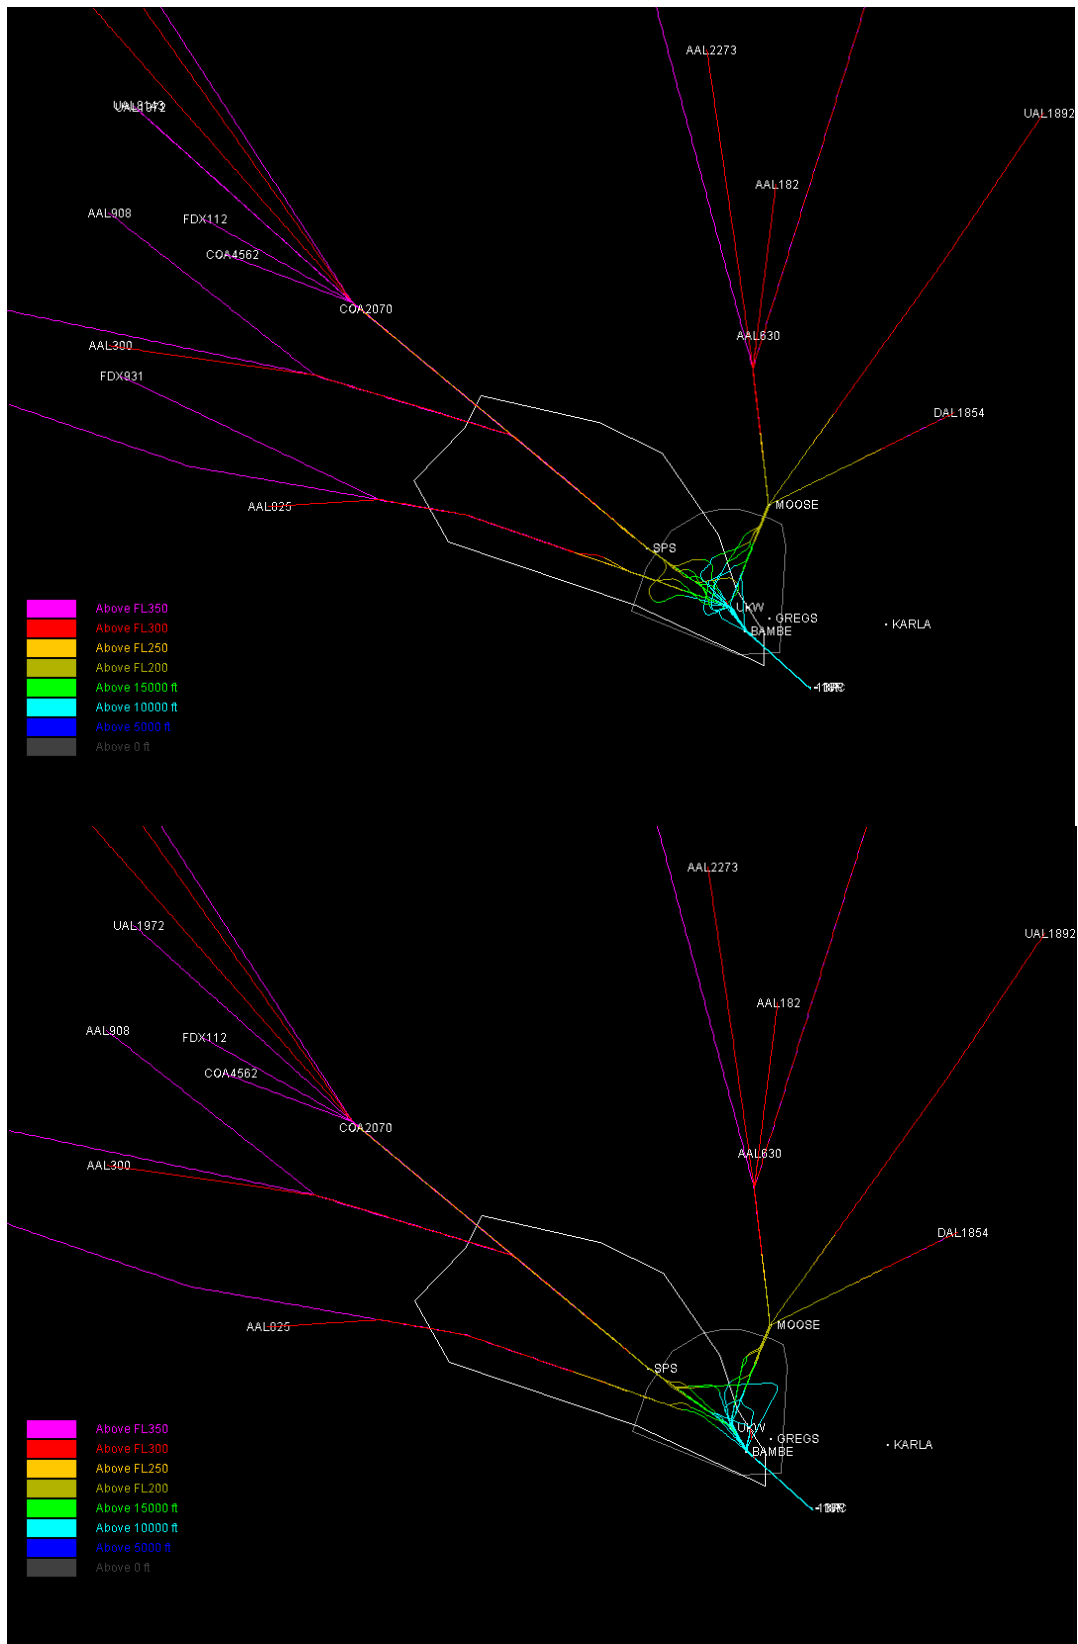 AAL2273
UAL1972
UAL1892
AAL182
AAL908
FDX112
COA4562
COA2070
AAL630
AAL300
FDX931
DAL1854
AAL025
MOOSE
SPS
Above FL350
UKW
Above FL300
GREGS
KARLA
BAMBE
Above FL250
Above FL200
Above 15000 ft
Above 10000 ft
Above 5000 ft
Above 0 ft
AAL2273
UAL1972
UAL1892
AAL182
AAL908
FDX112
COA4562
COA2070
AAL630
AAL300
DAL1854
AAL025
MOOSE
SPS
Above FL350
UKW
GREGS
KARLA
Above FL300
BAMBE
Above FL250
Above FL200
Above 15000 ft
Above 10000 ft
Above 5000 ft
Above 0 ft